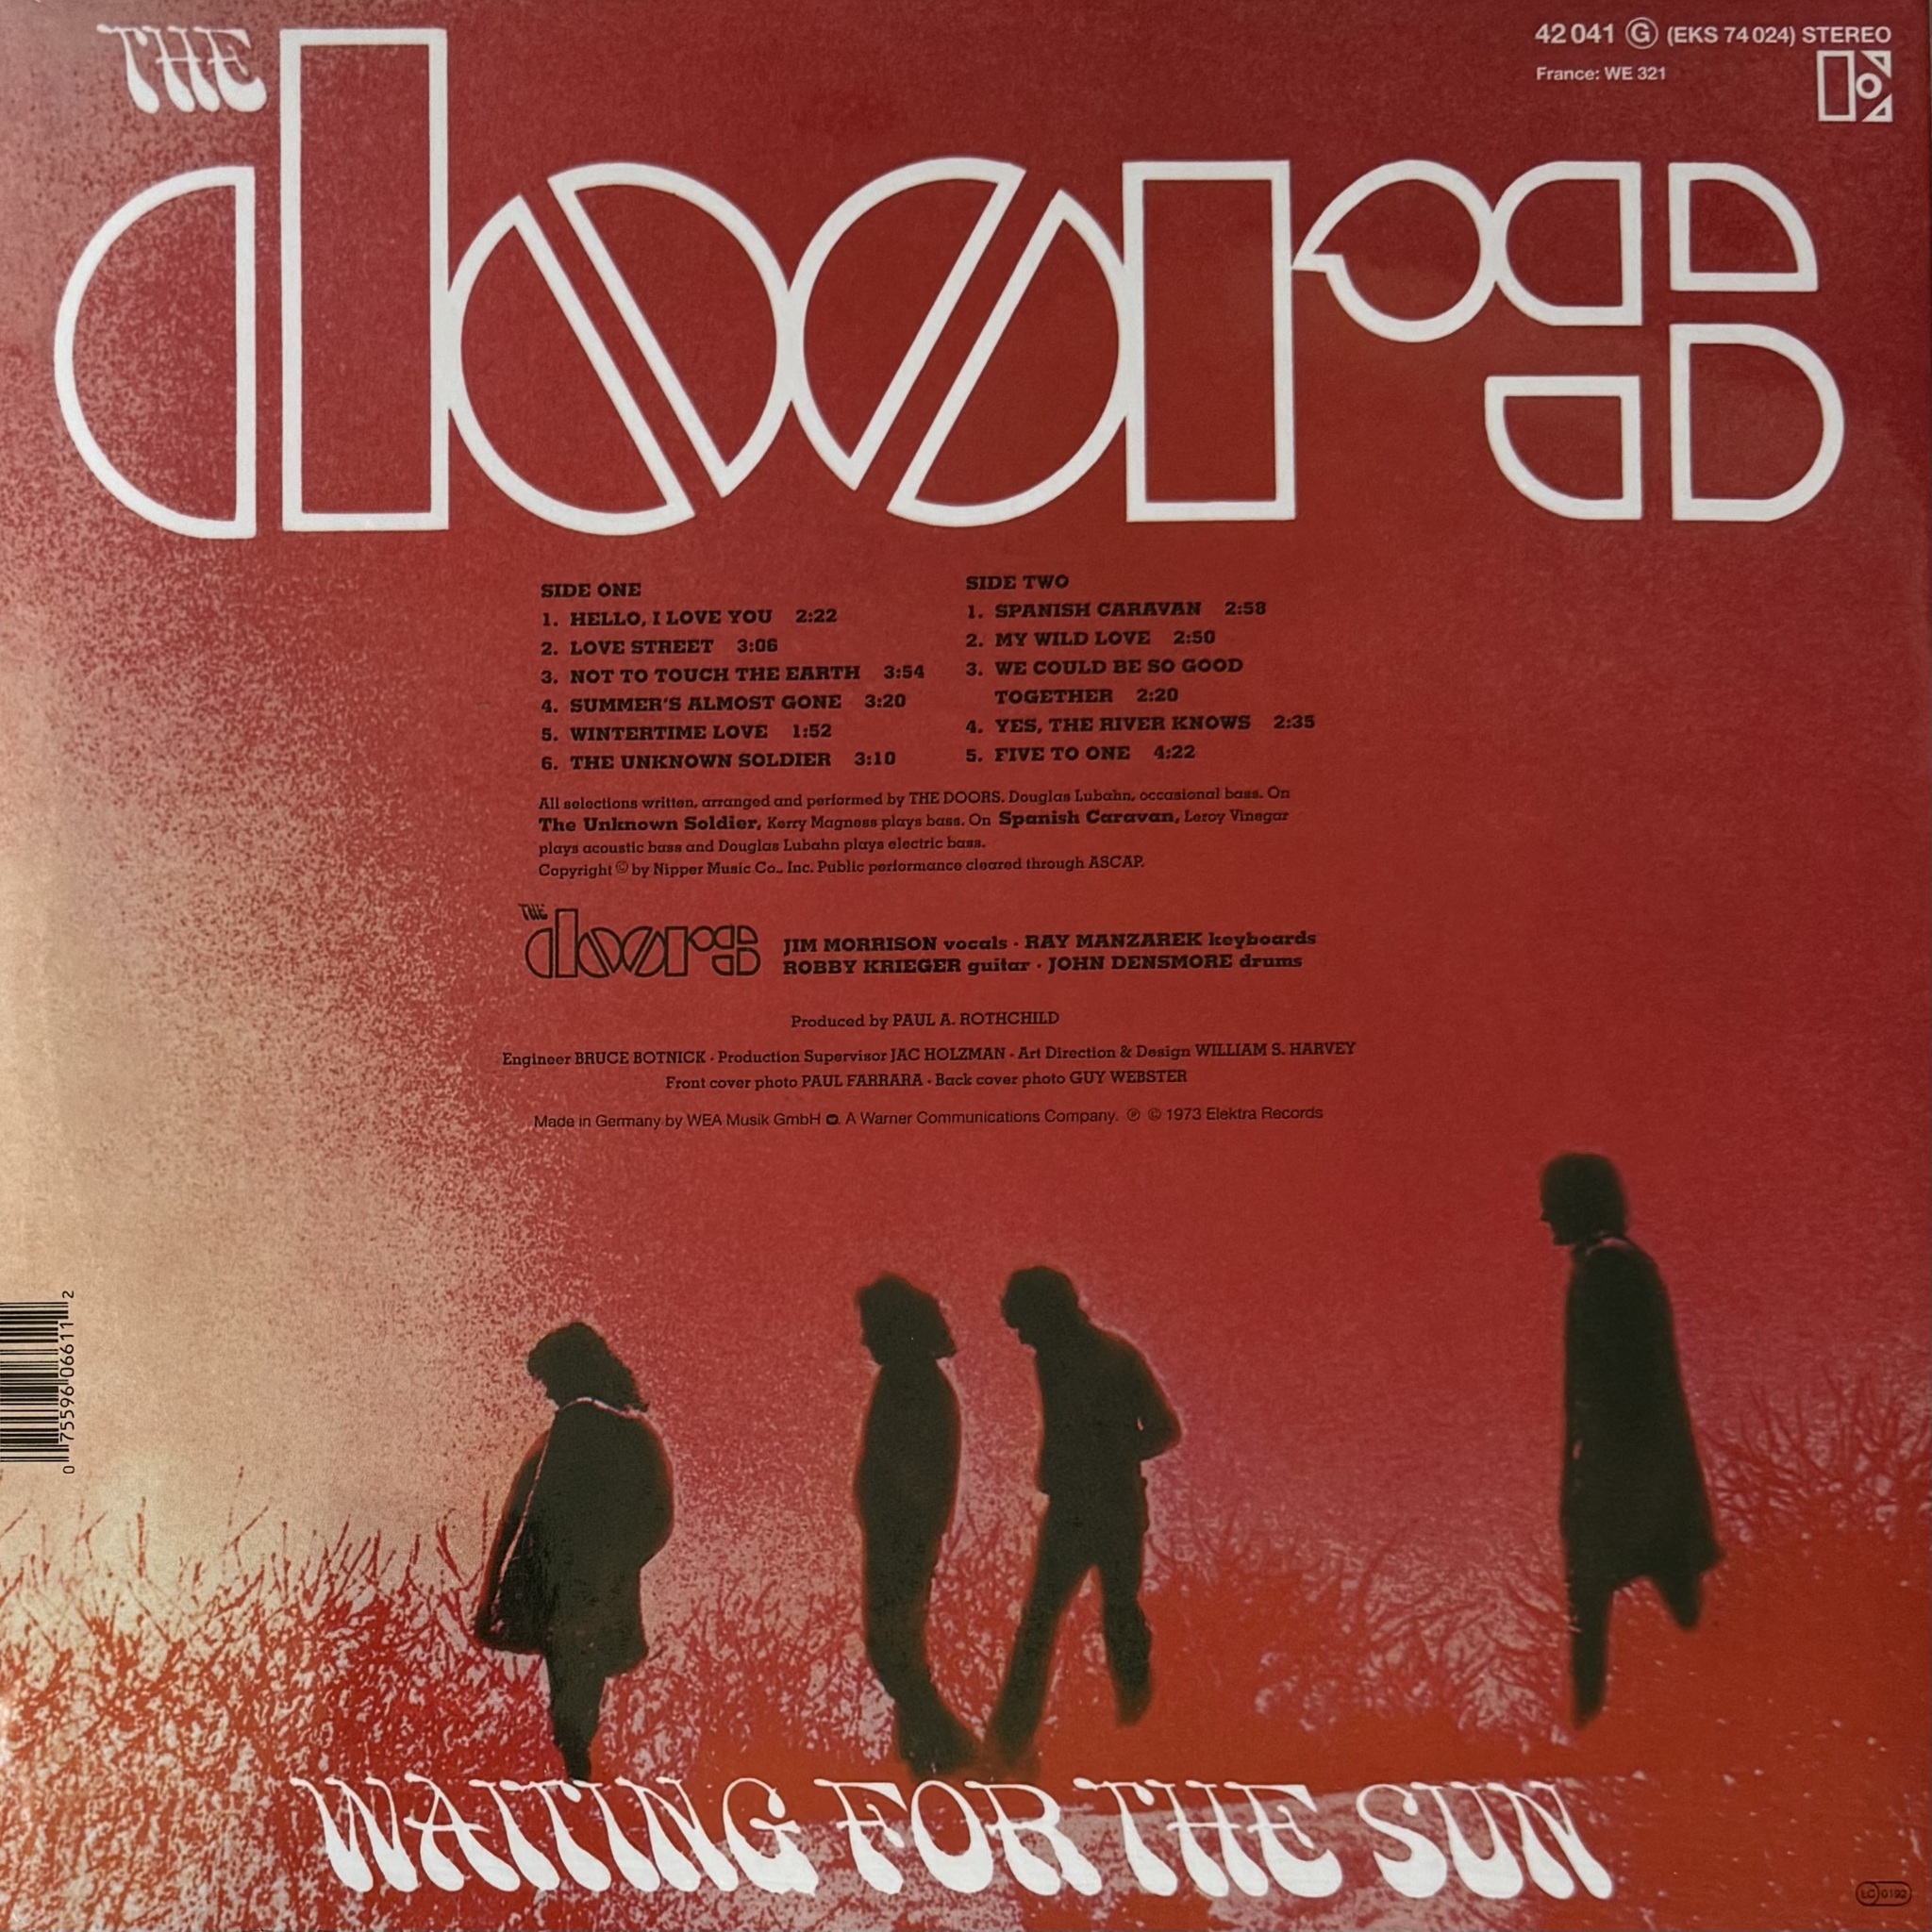 THE
doors
42 041 G (EKS 74 024) STEREO
France: WE 321
SIDE ONE
1. HELLO, I LOVE YOU 2:22
2. LOVE STREET 3:06
3. NOT TO TOUCH THE EARTH 3:54
4. SUMMER'S ALMOST GONE 3:20
5. WINTERTIME LOVE 1:52
6. THE UNKNOWN SOLDIER 3:10
SIDE TWO
1. SPANISH CARAVAN 2:58
2. MY WILD LOVE 2:50
3. WE COULD BE SO GOOD
TOGETHER 2:20
4. YES, THE RIVER KNOWS 2:35
5. FIVE TO ONE 4:22
All selections written, arranged and performed by THE DOORS. Douglas Lubahn, occasional bass. On
The Unknown Soldier, Kerry Magness plays bass. On Spanish Caravan, Leroy Vinegar
plays acoustic bass and Douglas Lubahn plays electric bass.
Copyright © by Nipper Music Co., Inc. Public performance cleared through ASCAP.
THE
doors
JIM MORRISON vocals · RAY MANZAREK keyboards
ROBBY KRIEGER guitar · JOHN DENSMORE drums
Produced by PAUL A. ROTHCHILD
Engineer BRUCE BOTNICK · Production Supervisor JAC HOLZMAN · Art Direction & Design WILLIAM S. HARVEY
Front cover photo PAUL FARRARA · Back cover photo GUY WEBSTER
Made in Germany by WEA Musik GmbH A Warner Communications Company. ℗ © 1973 Elektra Records
0 75596 06611 2
WAITING FOR THE SUN
LC 0192